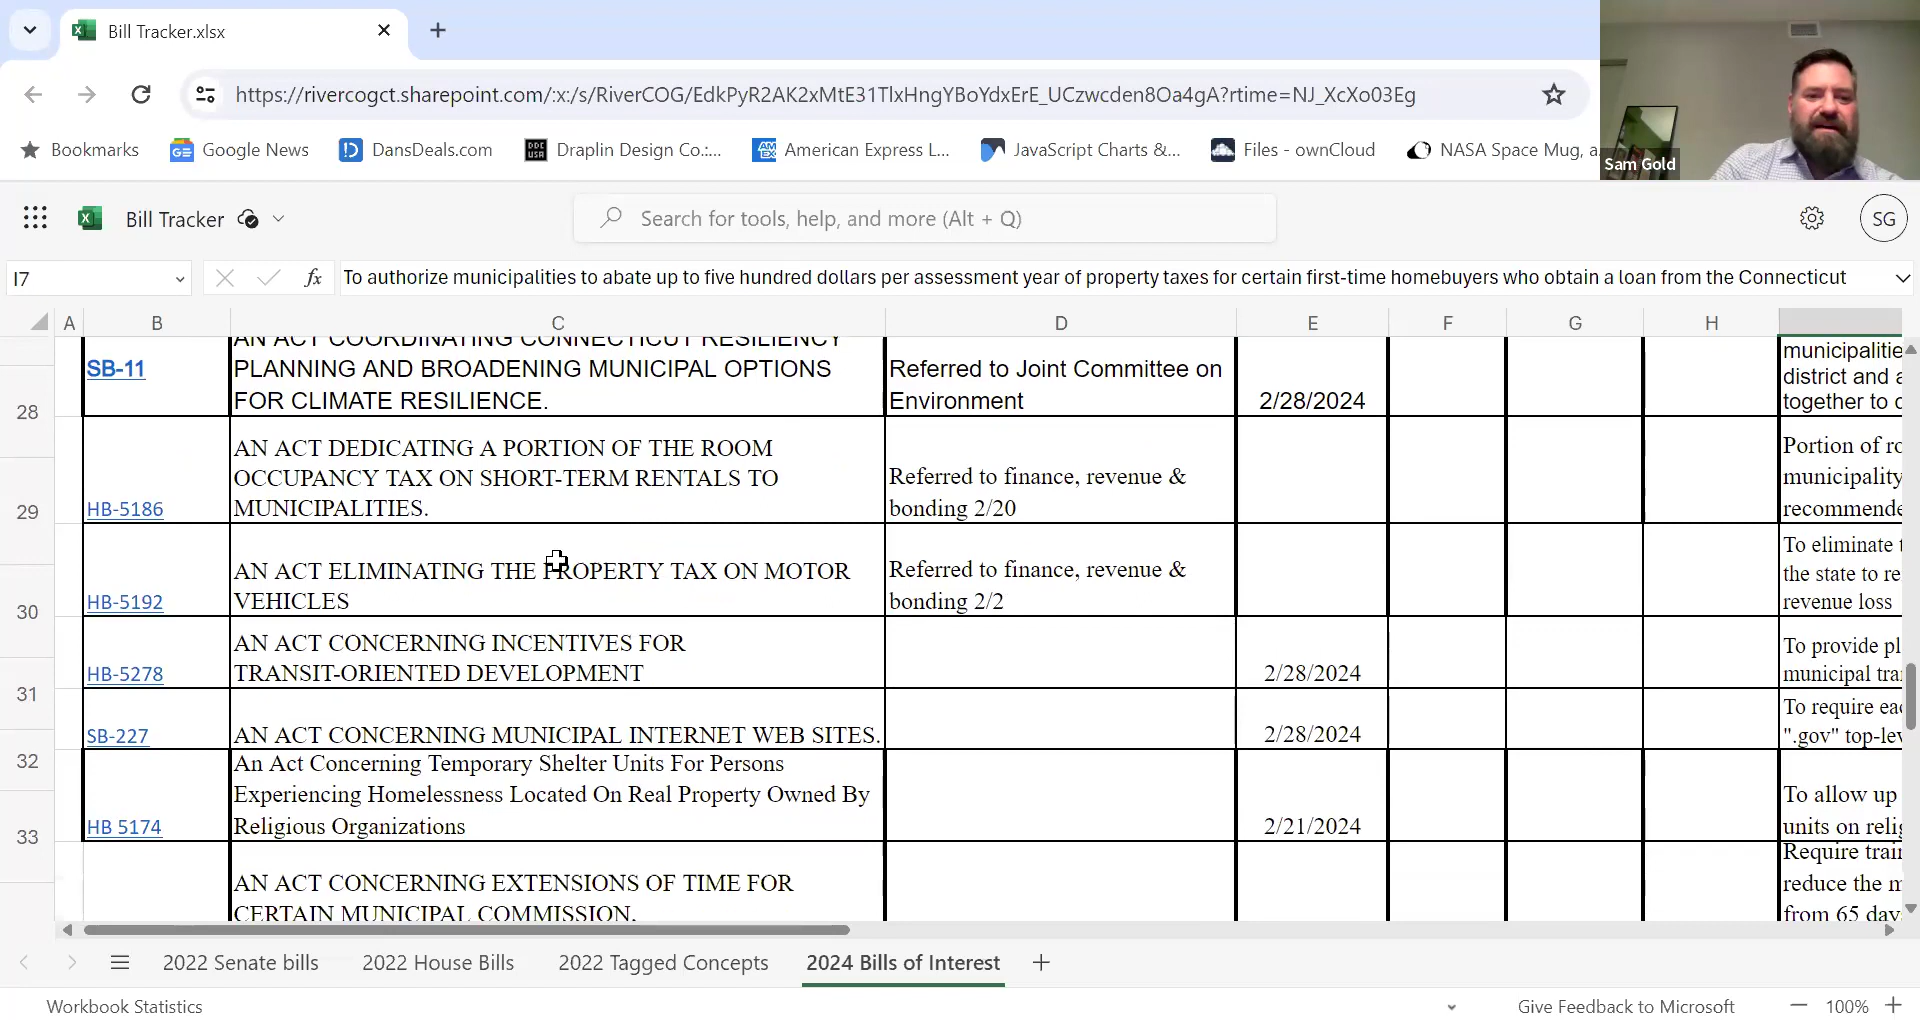 Bill Tracker.xlsx
https://rivercogct.sharepoint.com/:x:/s/RiverCOG/EdkPyR2AK2xMtE31TlxHngYBoYdxErE_UCzwcden8Oa4gA?rtime=NJ_XcXo03Eg
Bookmarks
Google News
DansDeals.com
DDC
USA
Draplin Design Co.:...
AM
EX
American Express L...
JavaScript Charts &...
Files - ownCloud
NASA Space Mug, a
Sam Gold
Bill Tracker
Search for tools, help, and more (Alt + Q)
SG
I7
fx
To authorize municipalities to abate up to five hundred dollars per assessment year of property taxes for certain first-time homebuyers who obtain a loan from the Connecticut
A B C D E F G H
28
SB-11
AN ACT COORDINATING CONNECTICUT RESILIENCY
PLANNING AND BROADENING MUNICIPAL OPTIONS
FOR CLIMATE RESILIENCE.
Referred to Joint Committee on
Environment
2/28/2024
municipalitie
district and a
together to c
29
HB-5186
AN ACT DEDICATING A PORTION OF THE ROOM
OCCUPANCY TAX ON SHORT-TERM RENTALS TO
MUNICIPALITIES.
Referred to finance, revenue &
bonding 2/20
Portion of ro
municipality
recommende
30
HB-5192
AN ACT ELIMINATING THE PROPERTY TAX ON MOTOR
VEHICLES
Referred to finance, revenue &
bonding 2/2
To eliminate t
the state to re
revenue loss
31
HB-5278
AN ACT CONCERNING INCENTIVES FOR
TRANSIT-ORIENTED DEVELOPMENT
2/28/2024
To provide pl
municipal tra
32
SB-227
AN ACT CONCERNING MUNICIPAL INTERNET WEB SITES.
2/28/2024
To require eac
".gov" top-lev
33
HB 5174
An Act Concerning Temporary Shelter Units For Persons
Experiencing Homelessness Located On Real Property Owned By
Religious Organizations
2/21/2024
To allow up
units on relig
AN ACT CONCERNING EXTENSIONS OF TIME FOR
CERTAIN MUNICIPAL COMMISSION.
Require train
reduce the m
from 65 days
2022 Senate bills
2022 House Bills
2022 Tagged Concepts
2024 Bills of Interest
Workbook Statistics
Give Feedback to Microsoft
100%